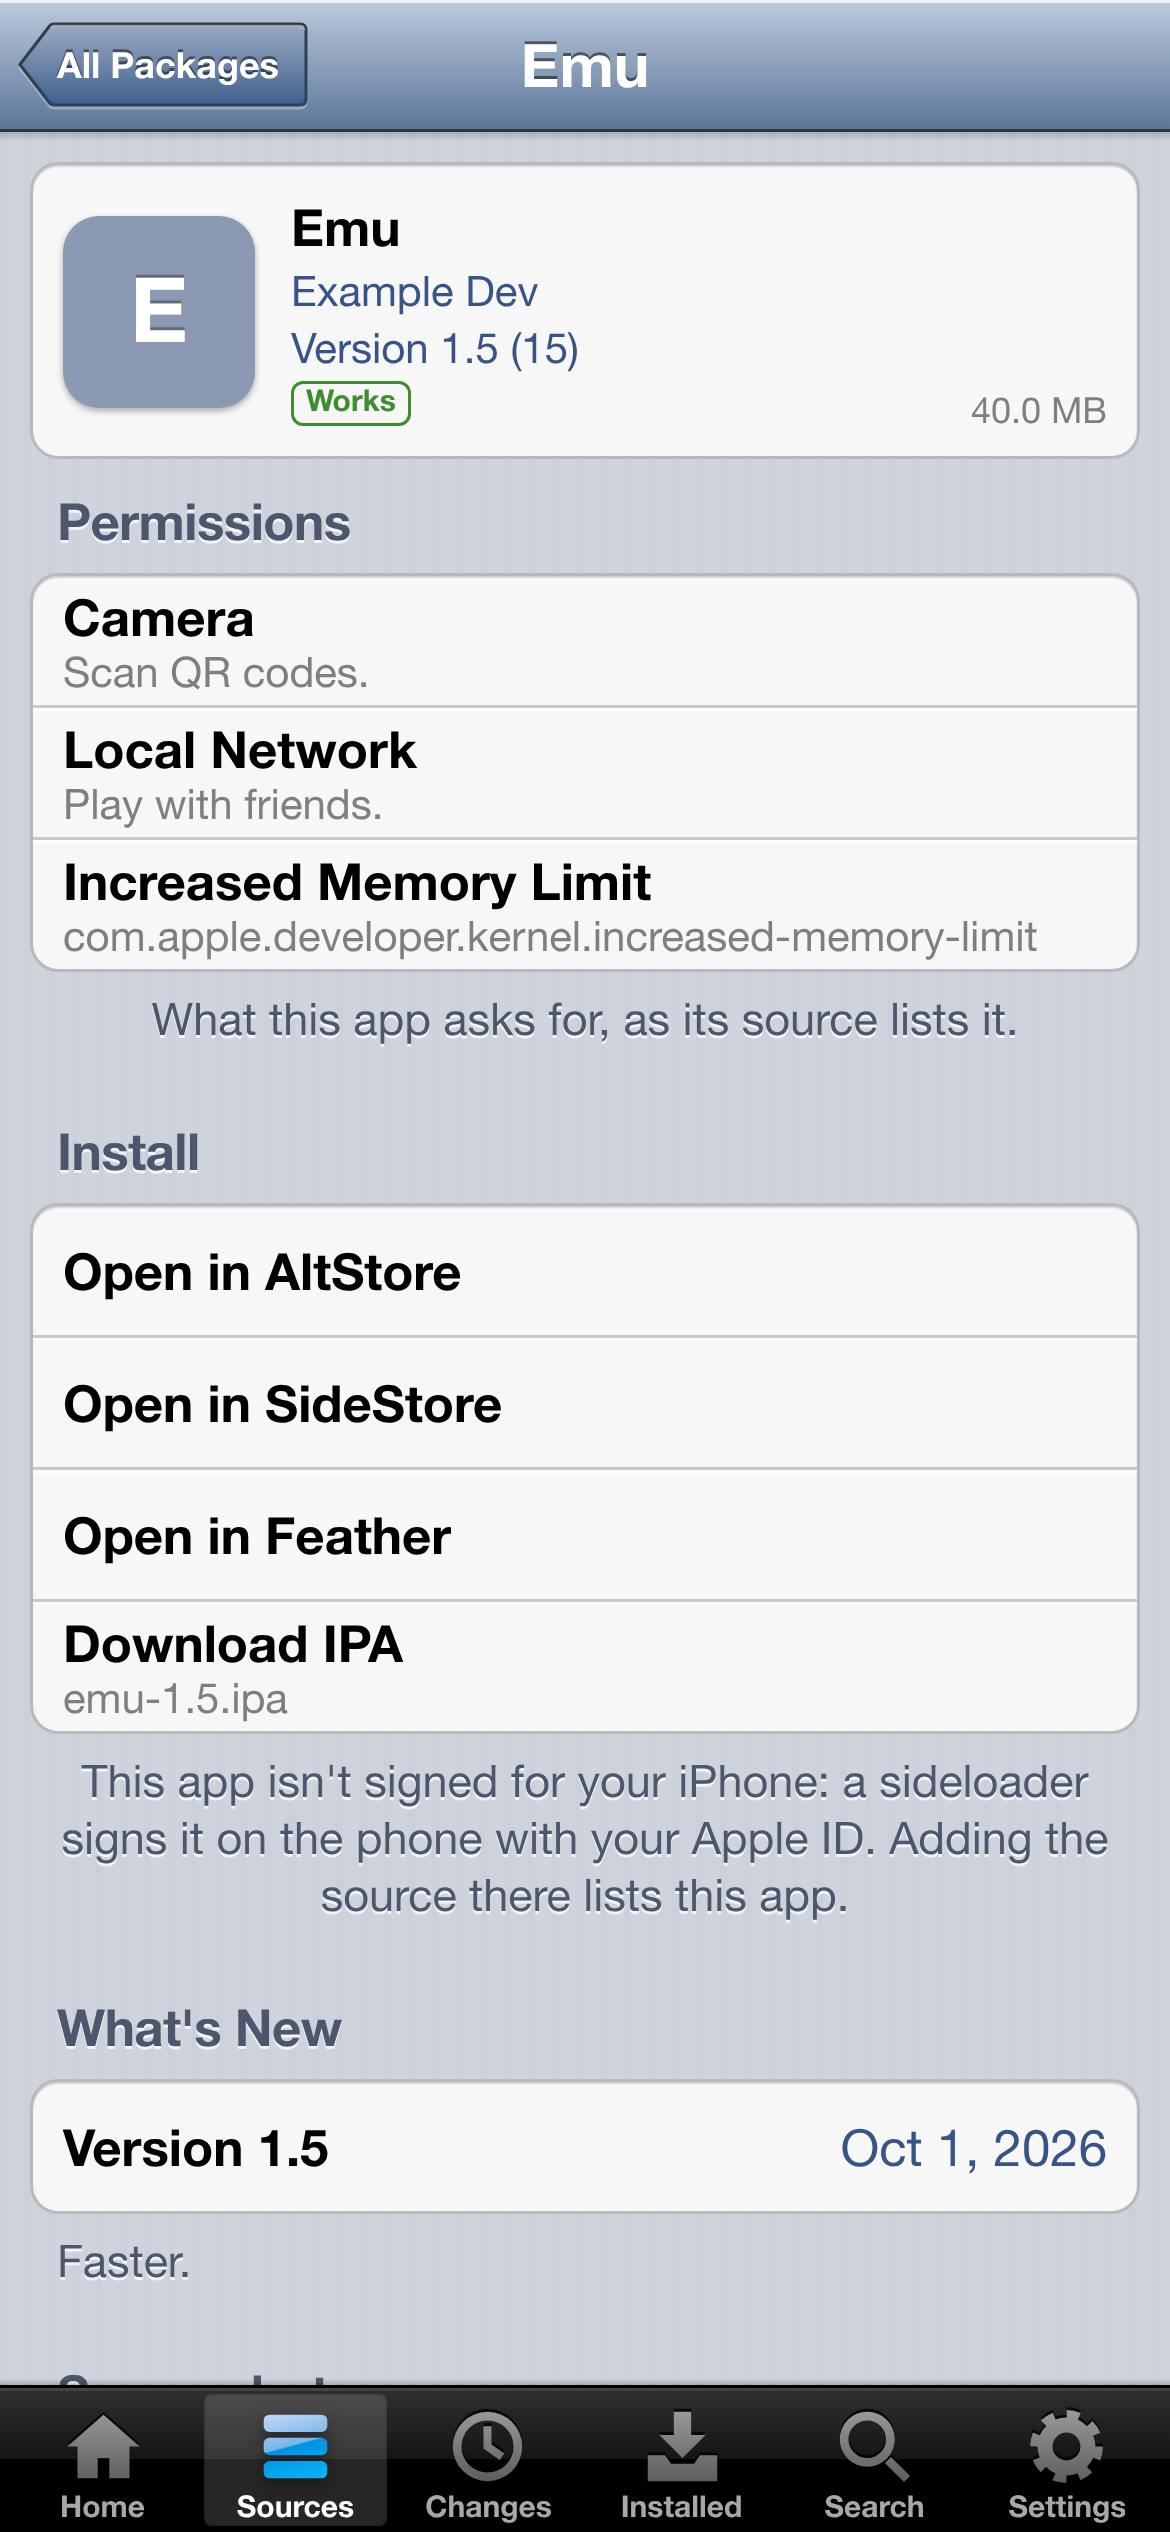 All Packages
Emu
E
Emu
Example Dev
Version 1.5 (15)
Works
40.0 MB
Permissions
Camera
Scan QR codes.
Local Network
Play with friends.
Increased Memory Limit
com.apple.developer.kernel.increased-memory-limit
What this app asks for, as its source lists it.
Install
Open in AltStore
Open in SideStore
Open in Feather
Download IPA
emu-1.5.ipa
This app isn't signed for your iPhone: a sideloader
signs it on the phone with your Apple ID. Adding the
source there lists this app.
What's New
Version 1.5
Oct 1, 2026
Faster.
Home
Sources
Changes
Installed
Search
Settings